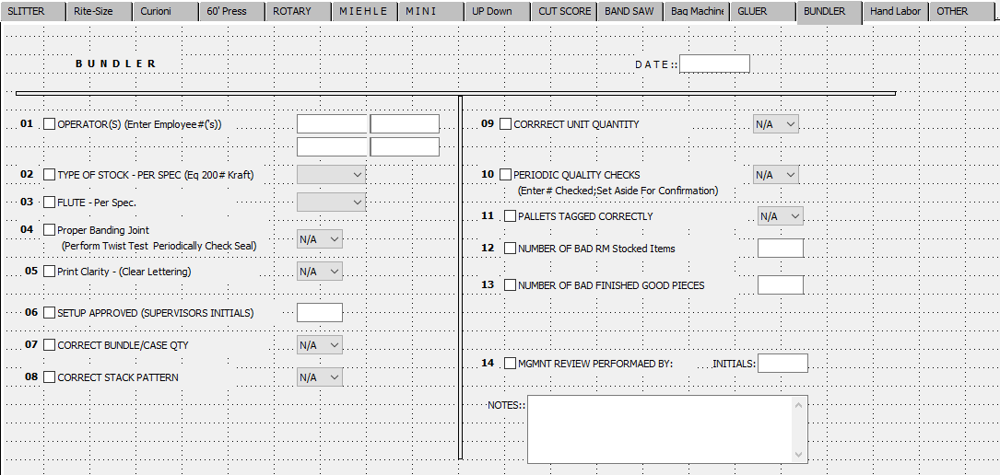 SLITTER Rite-Size Curioni 60' Press ROTARY M I E H L E M I N I UP Down CUT SCORE BAND SAW Bag Machine GLUER BUNDLER Hand Labor OTHER
B U N D L E R
D A T E ::
01 OPERATOR(S) (Enter Employee#('s))
02 TYPE OF STOCK - PER SPEC (Eg 200# Kraft)
03 FLUTE - Per Spec.
04 Proper Banding Joint
(Perform Twist Test Periodically Check Seal) N/A
05 Print Clarity - (Clear Lettering) N/A
06 SETUP APPROVED (SUPERVISORS INITIALS)
07 CORRECT BUNDLE/CASE QTY N/A
08 CORRECT STACK PATTERN N/A
09 CORRRECT UNIT QUANTITY N/A
10 PERIODIC QUALITY CHECKS N/A
(Enter# Checked;Set Aside For Confirmation)
11 PALLETS TAGGED CORRECTLY N/A
12 NUMBER OF BAD RM Stocked Items
13 NUMBER OF BAD FINISHED GOOD PIECES
14 MGMNT REVIEW PERFORMAED BY: INITIALS:
NOTES::